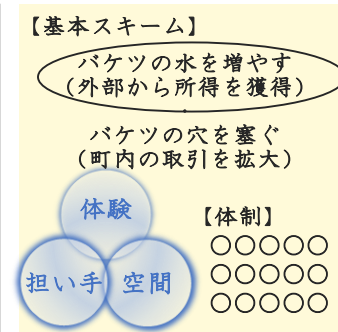 【基本スキーム】
バケツの水を増やす
（外部から所得を獲得）
バケツの穴を塞ぐ
（町内の取引を拡大）
体験
担い手
空間
【体制】
○○○○○
○○○○○
○○○○○